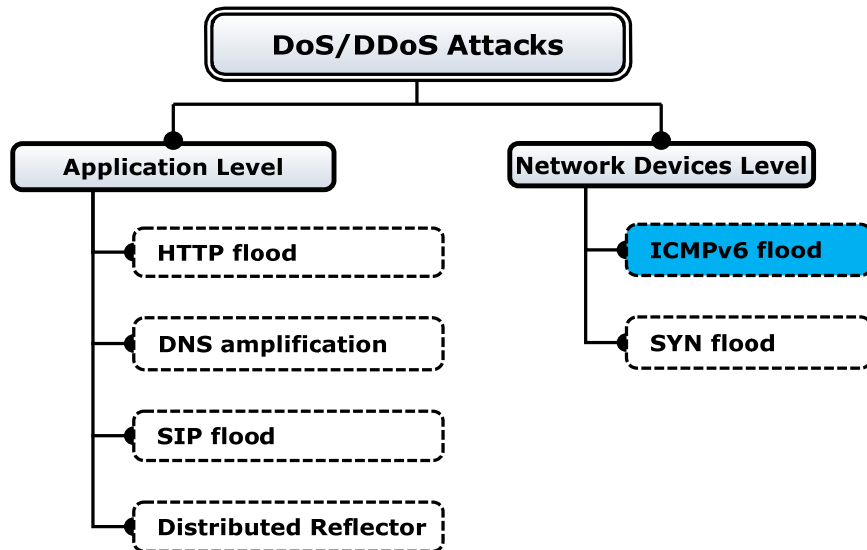 DoS/DDoS Attacks
Application Level
Network Devices Level
HTTP flood
DNS amplification
SIP flood
Distributed Reflector
ICMPv6 flood
SYN flood